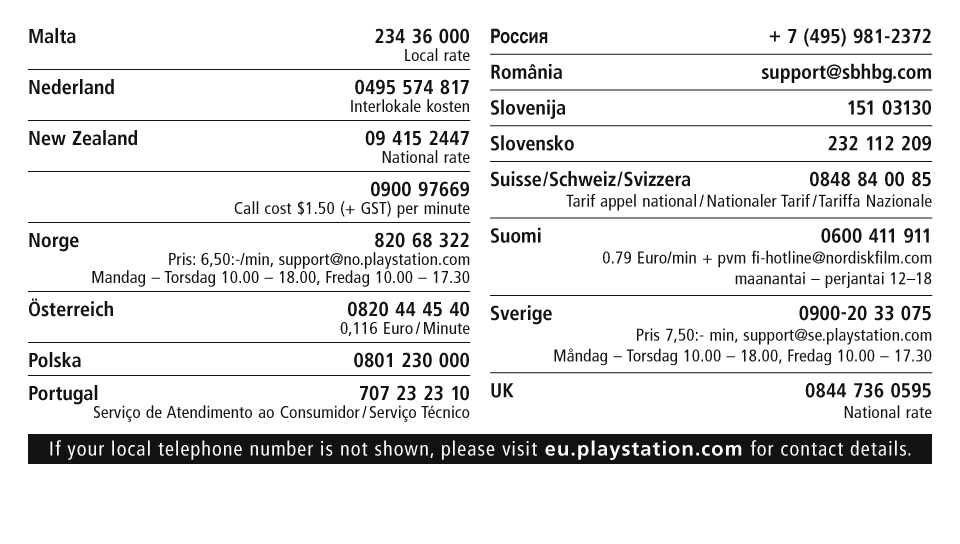 Malta 234 36 000
Local rate
Nederland 0495 574 817
Interlokale kosten
New Zealand 09 415 2447
National rate
0900 97669
Call cost $1.50 (+ GST) per minute
Norge 820 68 322
Pris: 6,50:-/min, support@no.playstation.com
Mandag – Torsdag 10.00 – 18.00, Fredag 10.00 – 17.30
Österreich 0820 44 45 40
0,116 Euro/Minute
Polska 0801 230 000
Portugal 707 23 23 10
Serviço de Atendimento ao Consumidor/Serviço Técnico
Россия + 7 (495) 981-2372
România support@sbhbg.com
Slovenija 151 03130
Slovensko 232 112 209
Suisse/Schweiz/Svizzera 0848 84 00 85
Tarif appel national/Nationaler Tarif/Tariffa Nazionale
Suomi 0600 411 911
0.79 Euro/min + pvm fi-hotline@nordiskfilm.com
maanantai – perjantai 12–18
Sverige 0900-20 33 075
Pris 7,50:- min, support@se.playstation.com
Måndag – Torsdag 10.00 – 18.00, Fredag 10.00 – 17.30
UK 0844 736 0595
National rate
If your local telephone number is not shown, please visit eu.playstation.com for contact details.